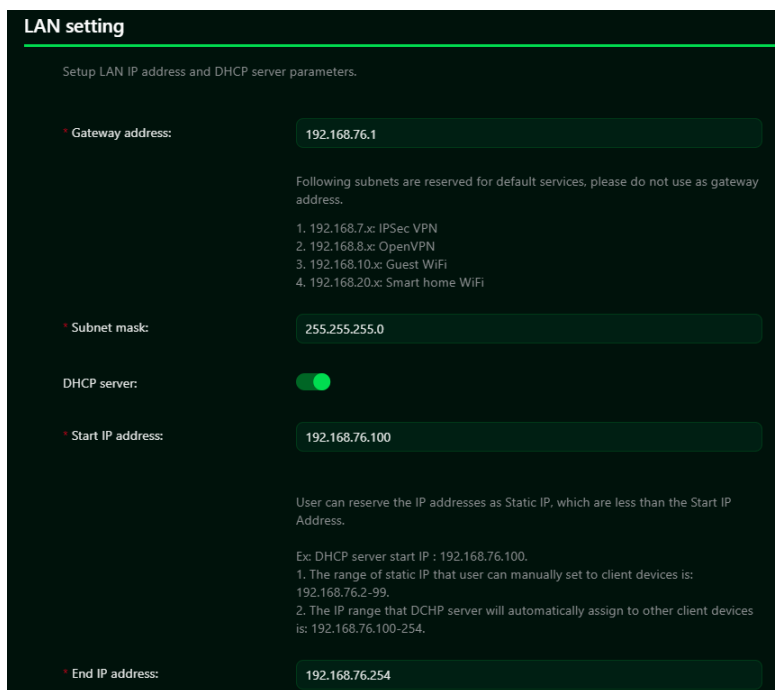 LAN setting
Setup LAN IP address and DHCP server parameters.
* Gateway address:
192.168.76.1
Following subnets are reserved for default services, please do not use as gateway
address.
1. 192.168.7.x: IPSec VPN
2. 192.168.8.x: OpenVPN
3. 192.168.10.x: Guest WiFi
4. 192.168.20.x: Smart home WiFi
* Subnet mask:
255.255.255.0
DHCP server:
* Start IP address:
192.168.76.100
User can reserve the IP addresses as Static IP, which are less than the Start IP
Address.
Ex: DHCP server start IP : 192.168.76.100.
1. The range of static IP that user can manually set to client devices is:
192.168.76.2-99.
2. The IP range that DCHP server will automatically assign to other client devices
is: 192.168.76.100-254.
* End IP address:
192.168.76.254